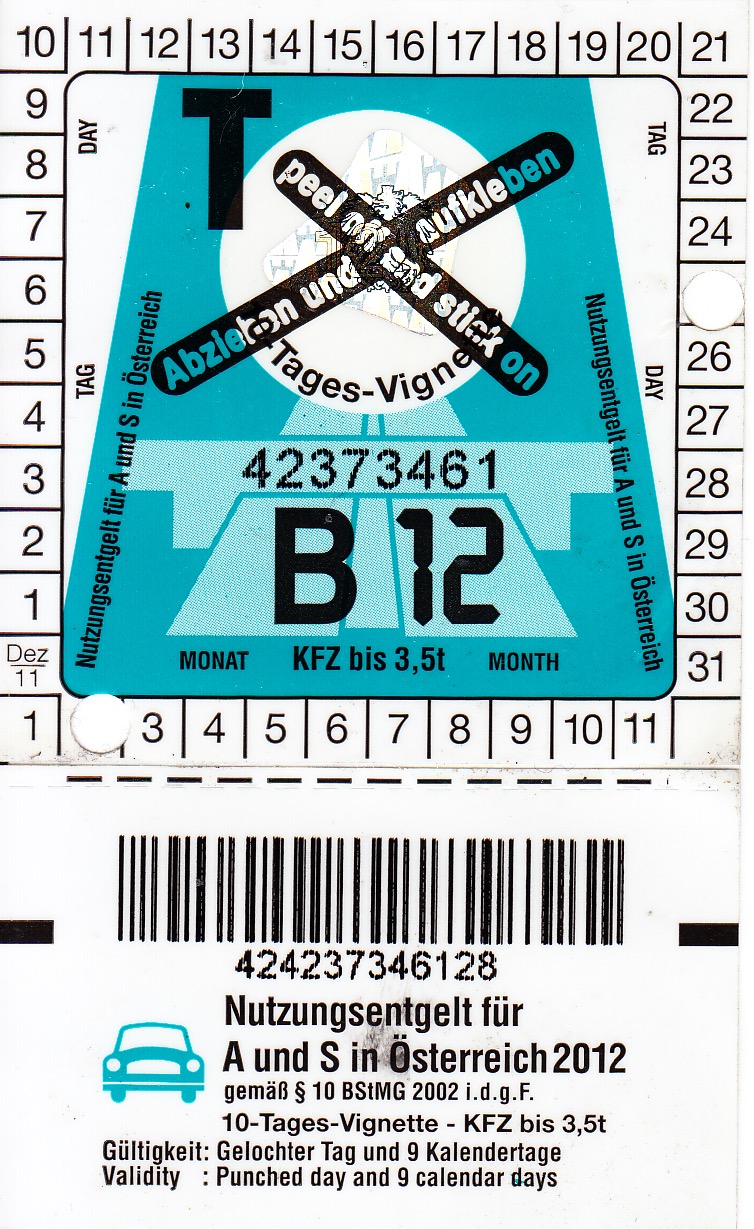 10 11 12 13 14 15 16 17 18 19 20 21
9
8
7
6
5
4
3
2
1
Dez
11
22
23
24
26
27
28
29
30
31
DAY
TAG
T
peel off and stick on
Abziehen und aufkleben
-Tages-Vigne
TAG
DAY
Nutzungsentgelt für A und S in Österreich
Nutzungsentgelt für A und S in Österreich
42373461
B 12
MONAT KFZ bis 3,5t MONTH
1 3 4 5 6 7 8 9 10 11
424237346128
Nutzungsentgelt für
A und S in Österreich 2012
gemäß § 10 BStMG 2002 i.d.g.F.
10-Tages-Vignette - KFZ bis 3,5t
Gültigkeit: Gelochter Tag und 9 Kalendertage
Validity : Punched day and 9 calendar days